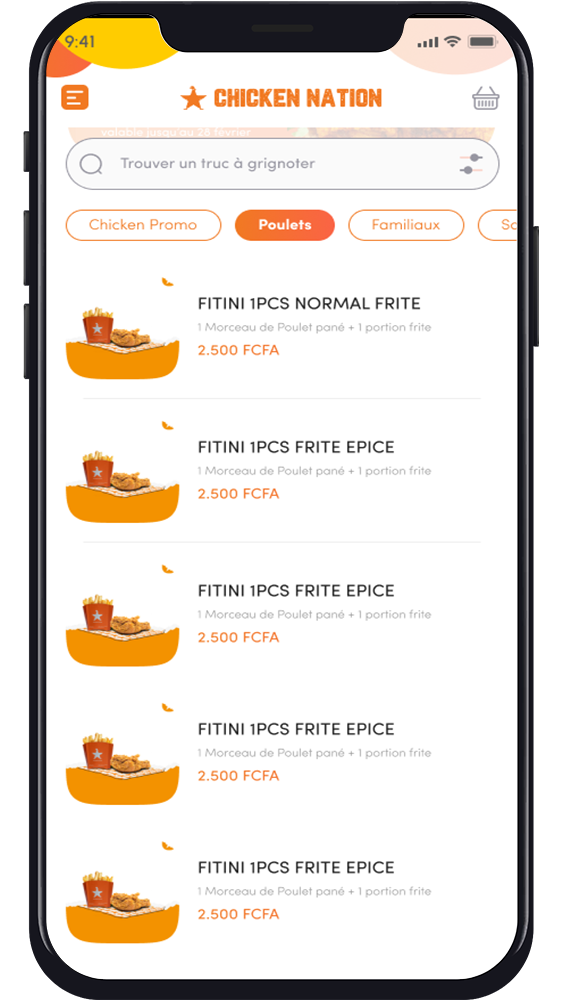 9:41
CHICKEN NATION
valable jusqu'au 28 février
Trouver un truc à grignoter
Chicken Promo
Poulets
Familiaux
FITINI 1PCS NORMAL FRITE
1 Morceau de Poulet pané + 1 portion frite
2.500 FCFA
FITINI 1PCS FRITE EPICE
1 Morceau de Poulet pané + 1 portion frite
2.500 FCFA
FITINI 1PCS FRITE EPICE
1 Morceau de Poulet pané + 1 portion frite
2.500 FCFA
FITINI 1PCS FRITE EPICE
1 Morceau de Poulet pané + 1 portion frite
2.500 FCFA
FITINI 1PCS FRITE EPICE
1 Morceau de Poulet pané + 1 portion frite
2.500 FCFA